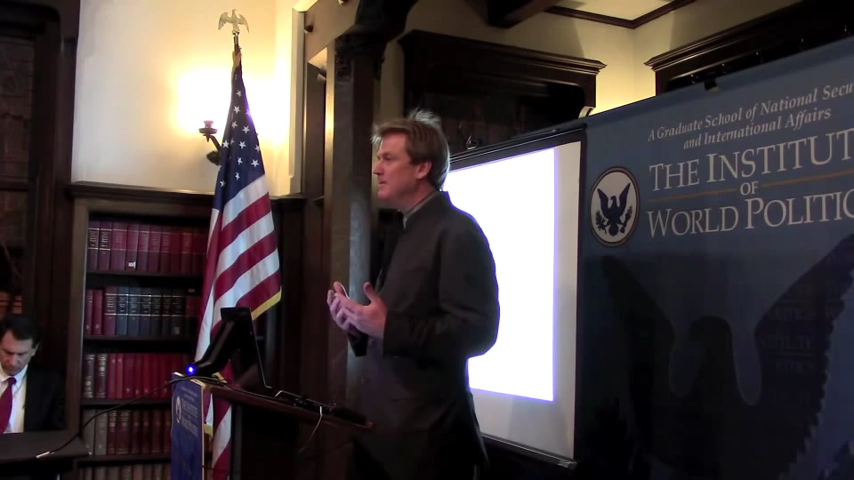 A Graduate School of National Secu
and International Affairs
THE INSTITUT
OF
WORLD POLITIC